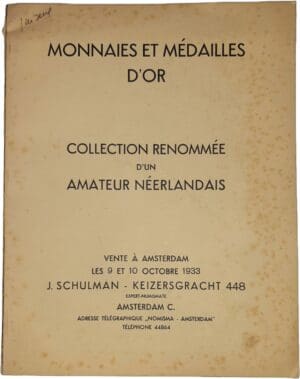 MONNAIES ET MÉDAILLES
D'OR
COLLECTION RENOMMÉE
D'UN
AMATEUR NÉERLANDAIS
VENTE À AMSTERDAM
LES 9 ET 10 OCTOBRE 1933
J. SCHULMAN - KEIZERSGRACHT 448
EXPERT-NUMISMATE
AMSTERDAM C.
ADRESSE TÉLÉGRAPHIQUE „NOMISMA - AMSTERDAM"
TÉLÉPHONE 44864